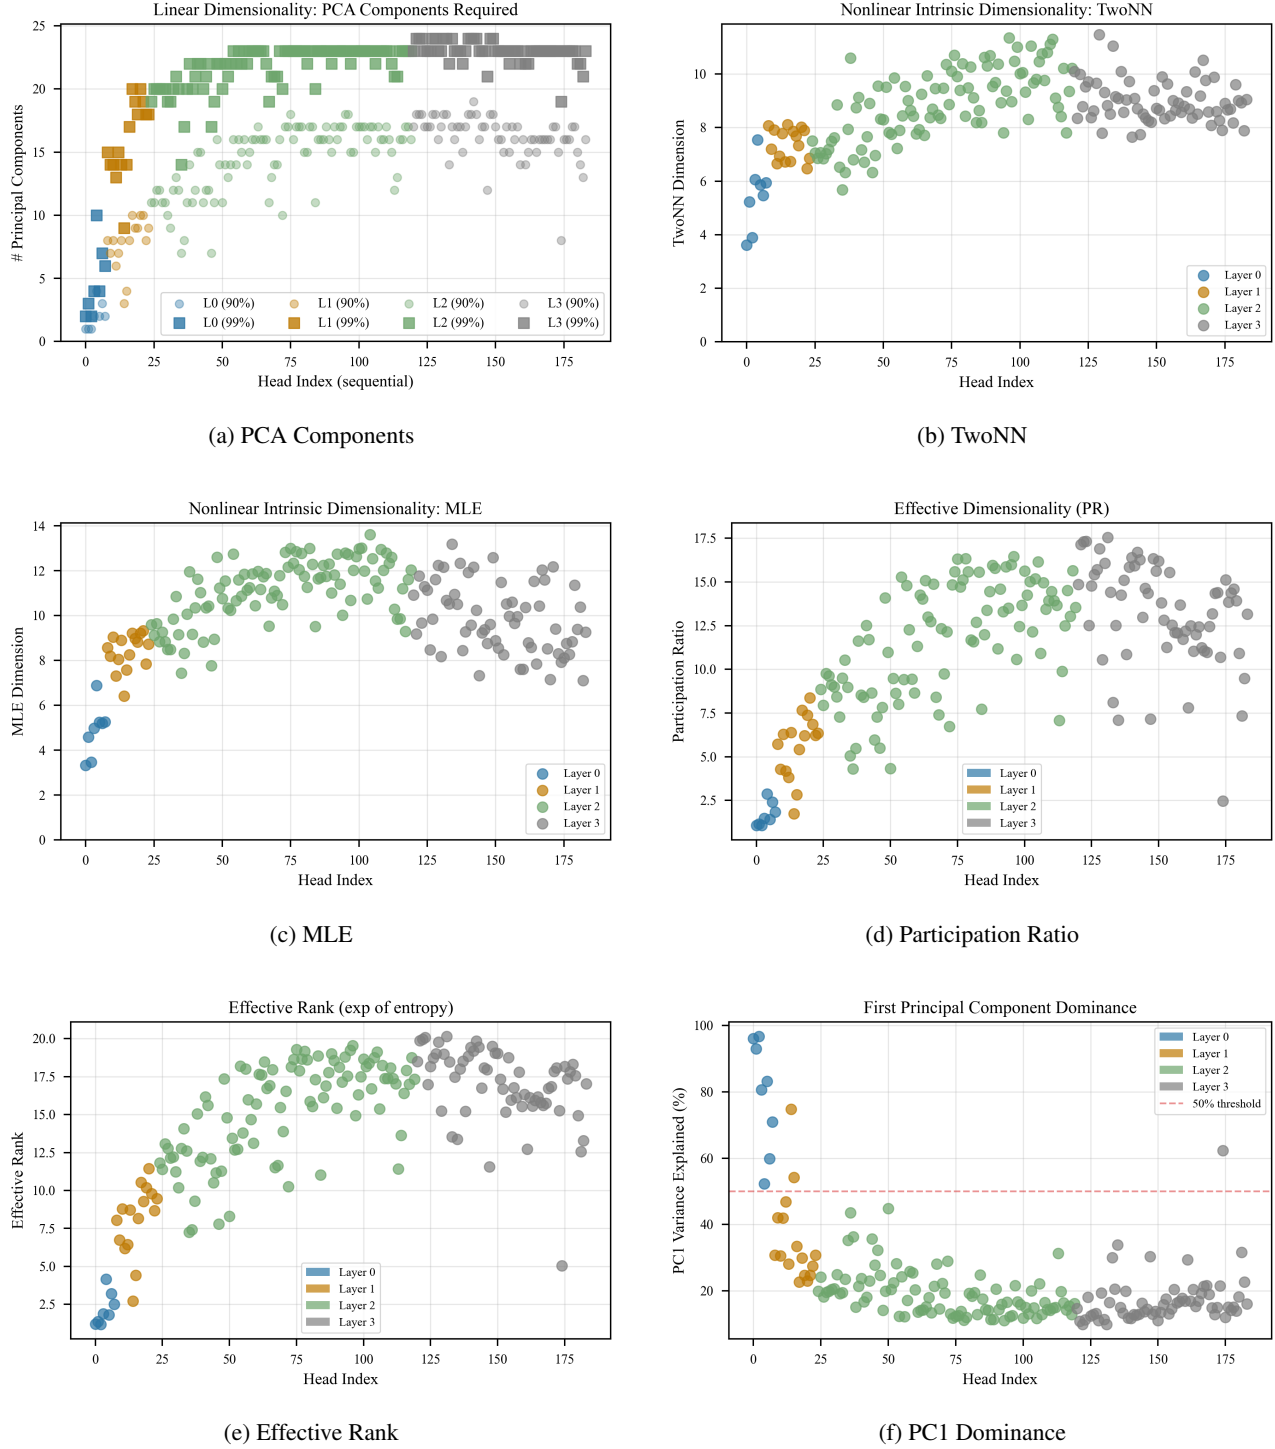 Linear Dimensionality: PCA Components Required
# Principal Components
25
20
15
10
5
0
L0 (90%) L1 (90%) L2 (90%) L3 (90%)
L0 (99%) L1 (99%) L2 (99%) L3 (99%)
0 25 50 75 100 125 150 175
Head Index (sequential)
(a) PCA Components
Nonlinear Intrinsic Dimensionality: TwoNN
TwoNN Dimension
10
8
6
4
2
0
Layer 0
Layer 1
Layer 2
Layer 3
0 25 50 75 100 125 150 175
Head Index
(b) TwoNN
Nonlinear Intrinsic Dimensionality: MLE
MLE Dimension
14
12
10
8
6
4
2
0
Layer 0
Layer 1
Layer 2
Layer 3
0 25 50 75 100 125 150 175
Head Index
(c) MLE
Effective Dimensionality (PR)
Participation Ratio
17.5
15.0
12.5
10.0
7.5
5.0
2.5
Layer 0
Layer 1
Layer 2
Layer 3
0 25 50 75 100 125 150 175
Head Index
(d) Participation Ratio
Effective Rank (exp of entropy)
Effective Rank
20.0
17.5
15.0
12.5
10.0
7.5
5.0
2.5
Layer 0
Layer 1
Layer 2
Layer 3
0 25 50 75 100 125 150 175
Head Index
(e) Effective Rank
First Principal Component Dominance
PC1 Variance Explained (%)
100
80
60
40
20
Layer 0
Layer 1
Layer 2
Layer 3
50% threshold
0 25 50 75 100 125 150 175
Head Index
(f) PC1 Dominance